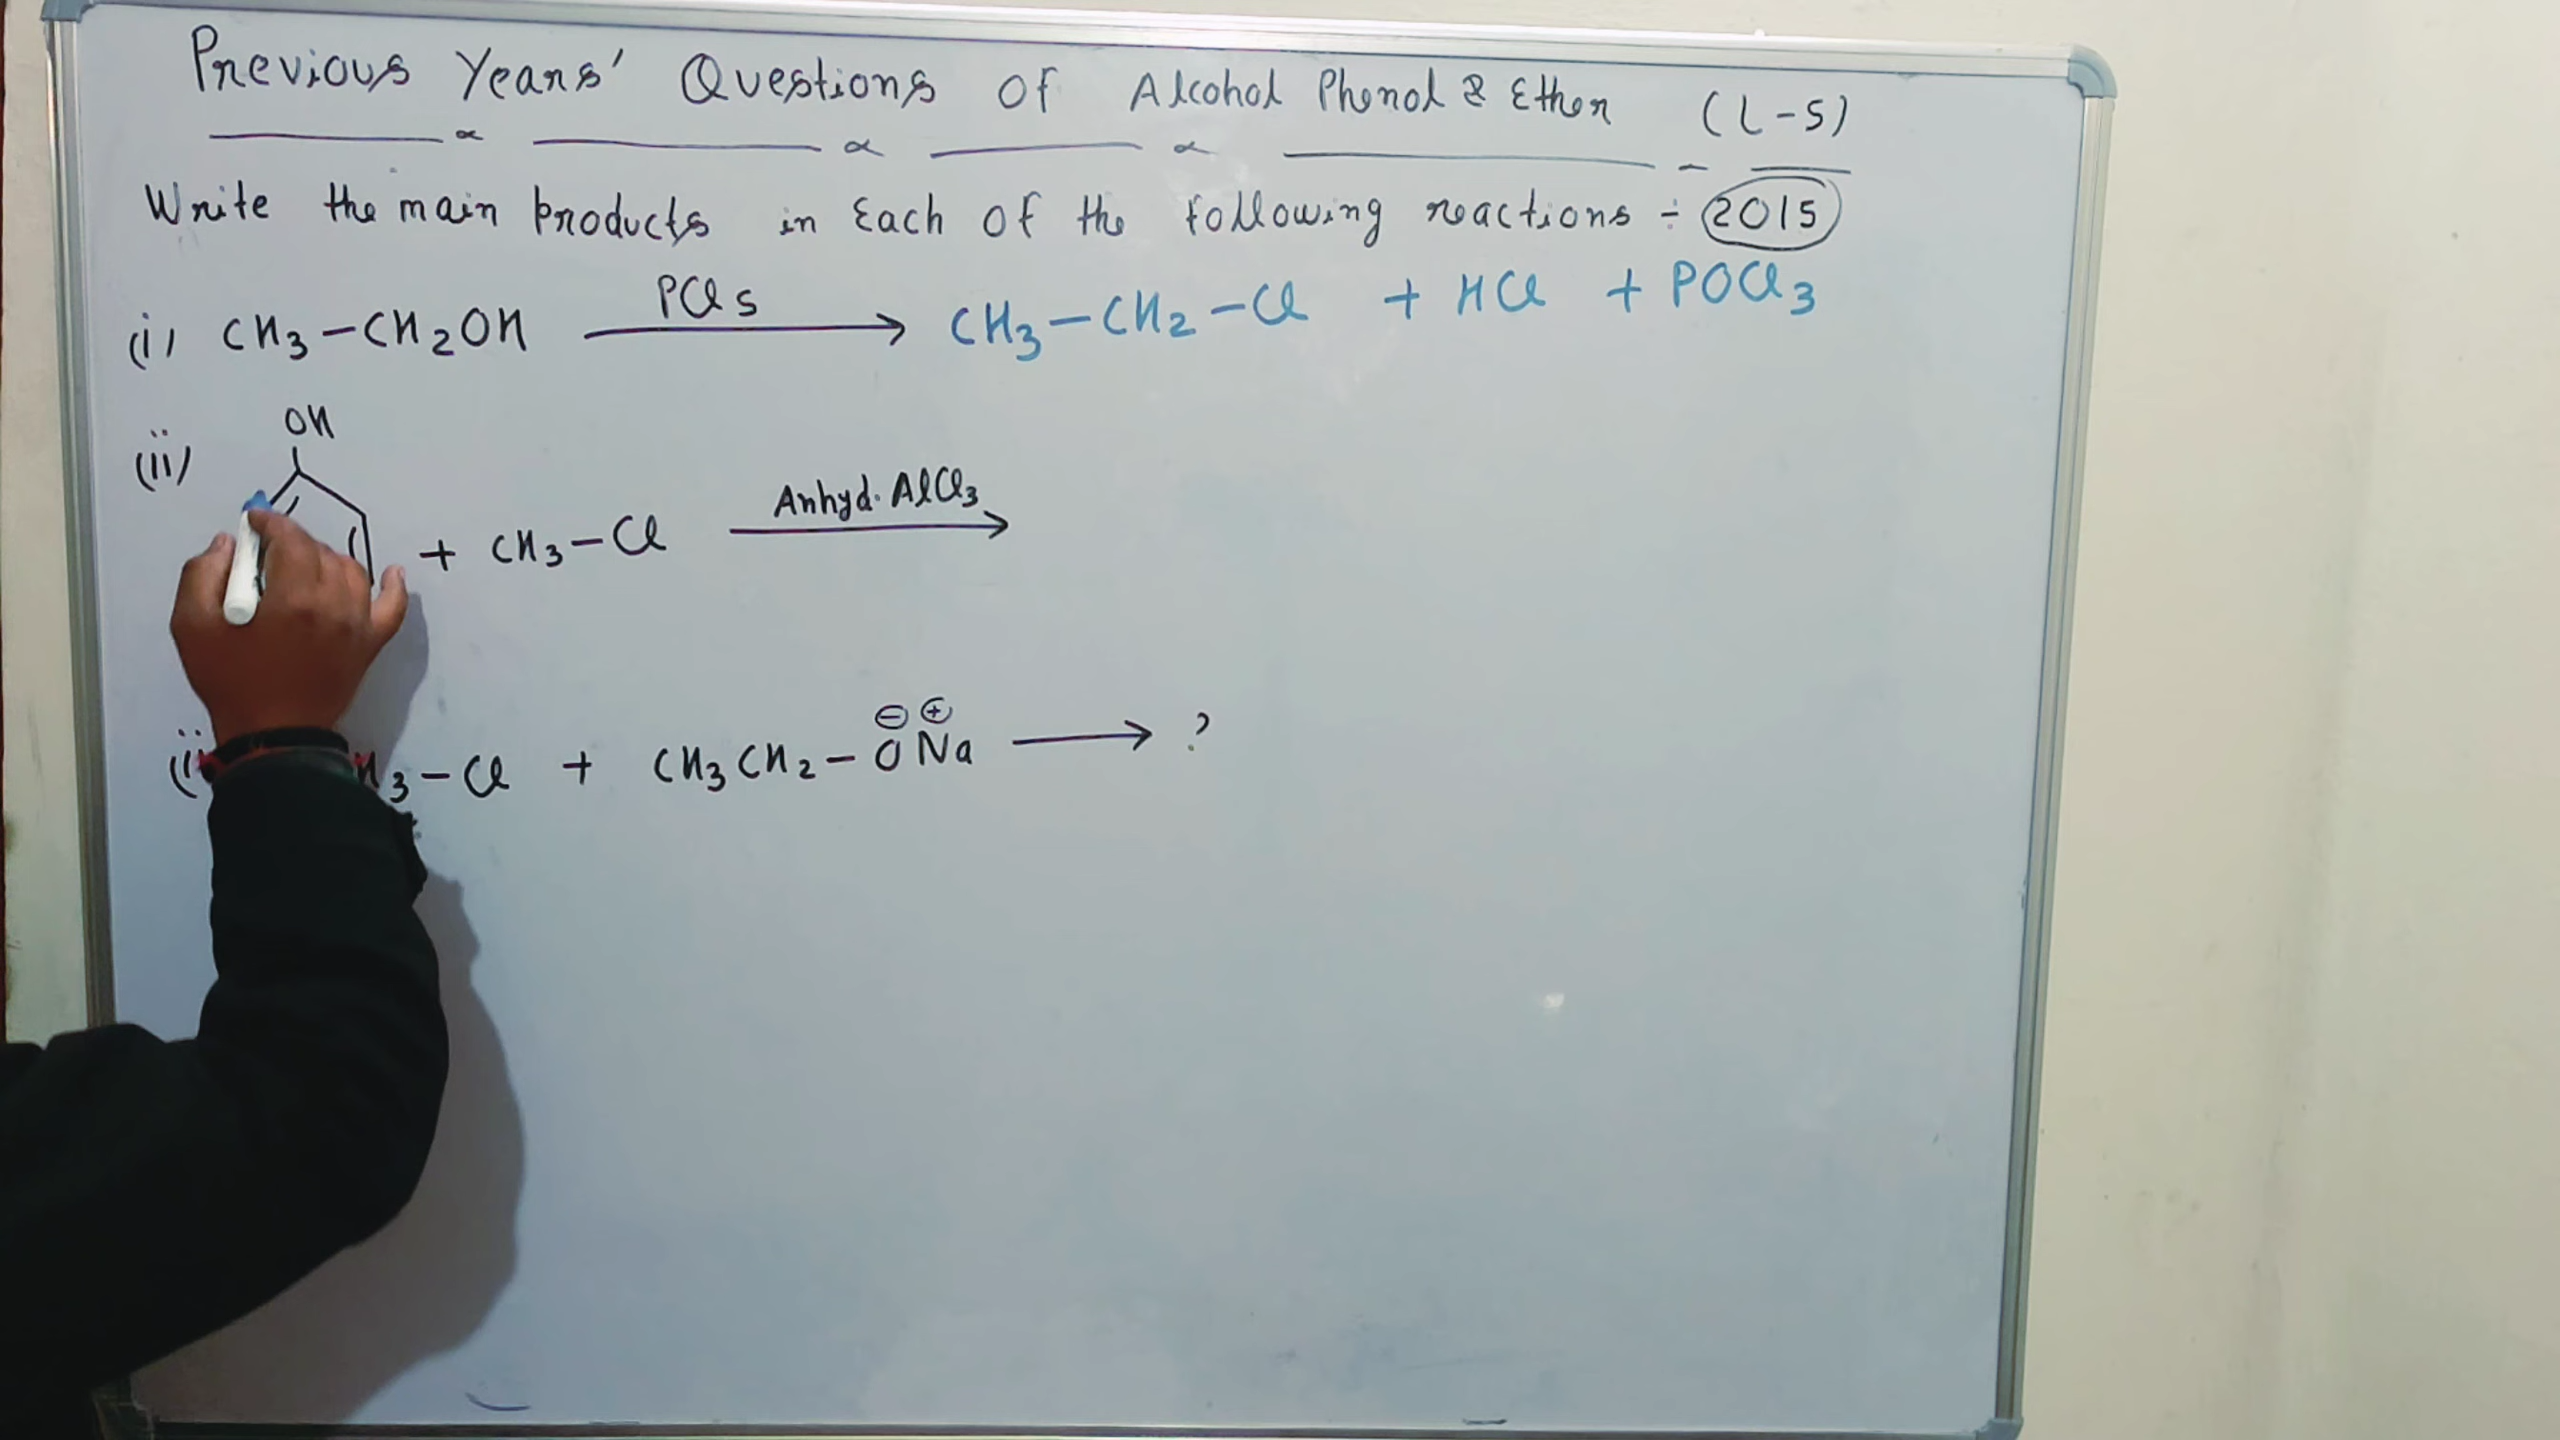 Previous Years' Questions of Alcohol Phenol & Ether (L-5)
Write the main products in Each of the following reactions ÷ 2015
(i) CH3-CH2OH PCl5 → CH3-CH2-Cl + HCl + POCl3
(ii) OH + CH3-Cl Anhyd. AlCl3 →
3-Cl + CH3CH2-O⊖ Na⊕ → ?